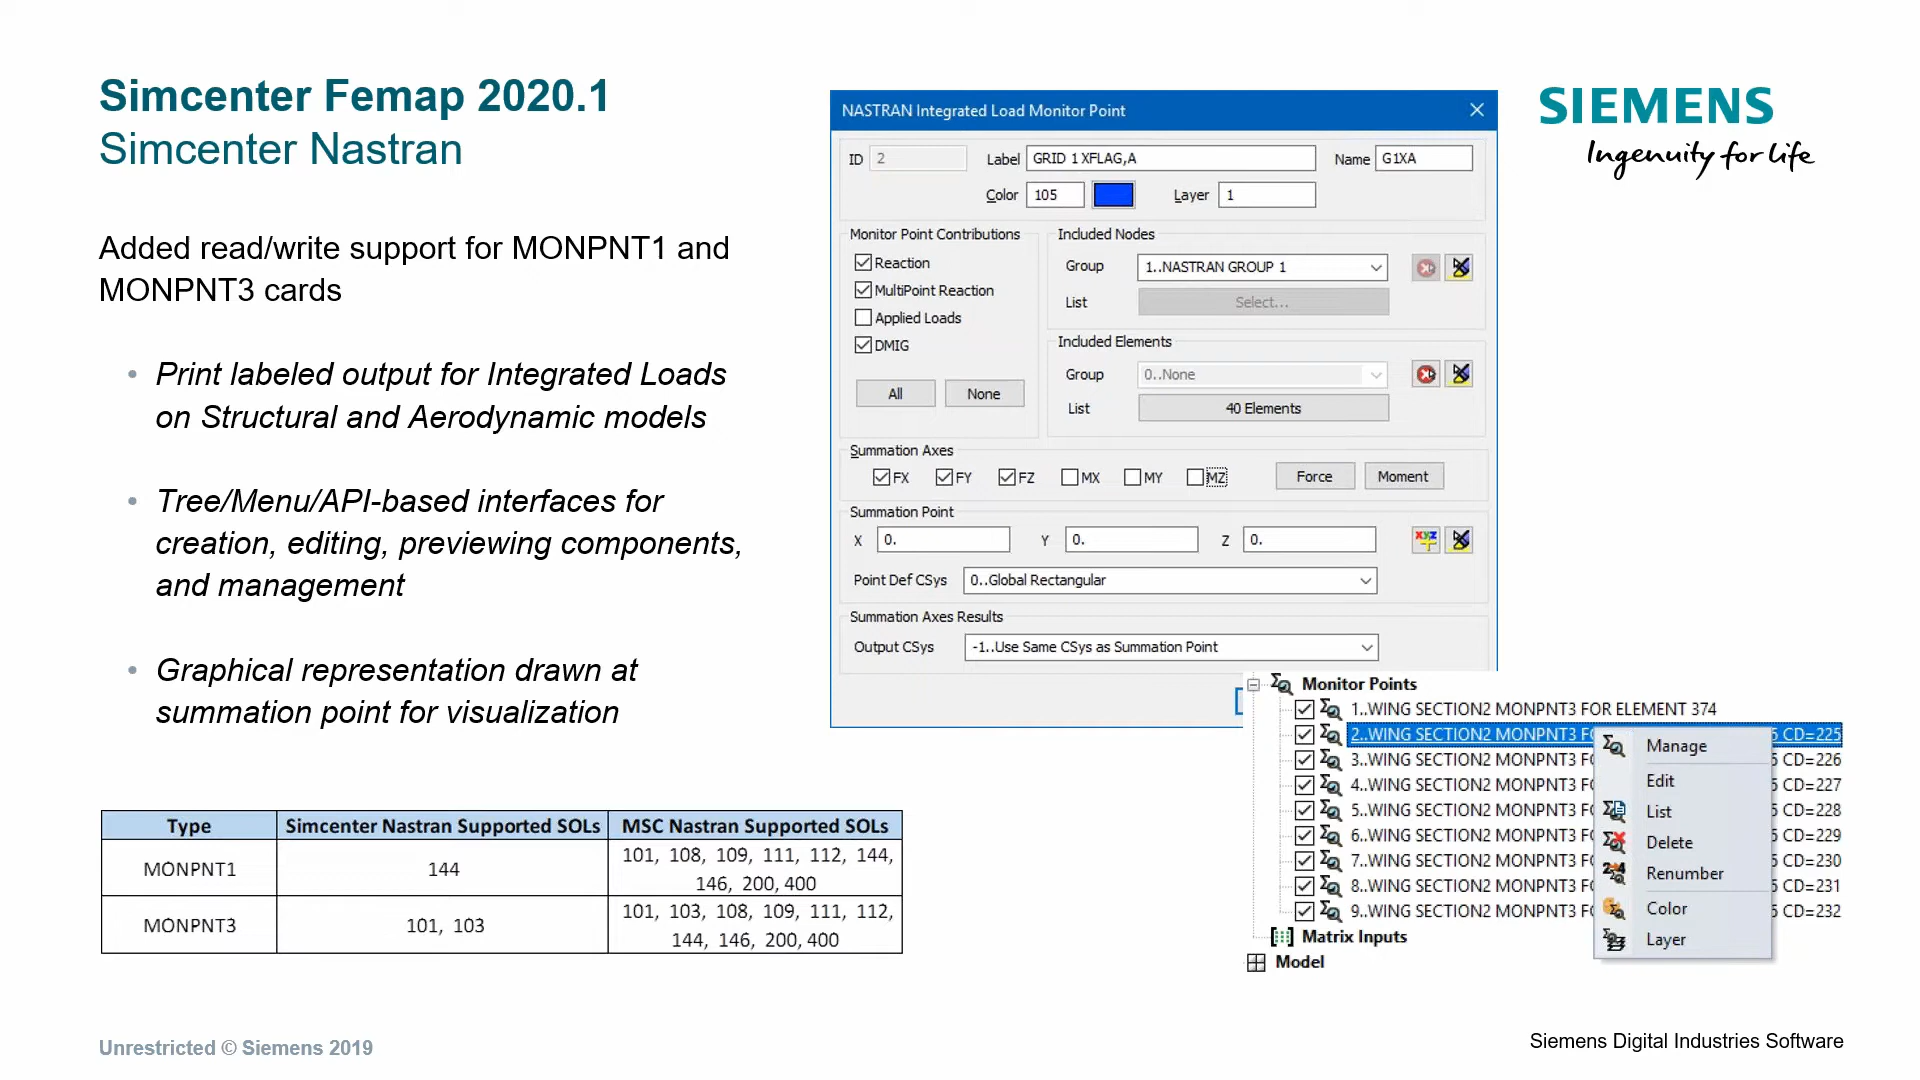 Simcenter Femap 2020.1
Simcenter Nastran
SIEMENS
Ingenuity for life
Added read/write support for MONPNT1 and
MONPNT3 cards
• Print labeled output for Integrated Loads
on Structural and Aerodynamic models
• Tree/Menu/API-based interfaces for
creation, editing, previewing components,
and management
• Graphical representation drawn at
summation point for visualization
NASTRAN Integrated Load Monitor Point
ID 2 Label GRID 1 XFLAG,A Name G1XA
Color 105 Layer 1
Monitor Point Contributions
Reaction
MultiPoint Reaction
Applied Loads
DMIG
All None
Included Nodes
Group 1..NASTRAN GROUP 1
List Select...
Included Elements
Group 0..None
List 40 Elements
Summation Axes
FX FY FZ MX MY MZ Force Moment
Summation Point
X 0. Y 0. Z 0.
xyz
Point Def CSys 0..Global Rectangular
Summation Axes Results
Output CSys -1..Use Same CSys as Summation Point
Monitor Points
1..WING SECTION2 MONPNT3 FOR ELEMENT 374
2..WING SECTION2 MONPNT3 CD=225
3..WING SECTION2 MONPNT3 CD=226
4..WING SECTION2 MONPNT3 CD=227
5..WING SECTION2 MONPNT3 CD=228
6..WING SECTION2 MONPNT3 CD=229
7..WING SECTION2 MONPNT3 CD=230
8..WING SECTION2 MONPNT3 CD=231
9..WING SECTION2 MONPNT3 CD=232
Matrix Inputs
Model
Manage
Edit
List
Delete
Renumber
Color
Layer
Type Simcenter Nastran Supported SOLs MSC Nastran Supported SOLs
MONPNT1 144 101, 108, 109, 111, 112, 144,
146, 200, 400
MONPNT3 101, 103 101, 103, 108, 109, 111, 112,
144, 146, 200, 400
Unrestricted © Siemens 2019
Siemens Digital Industries Software